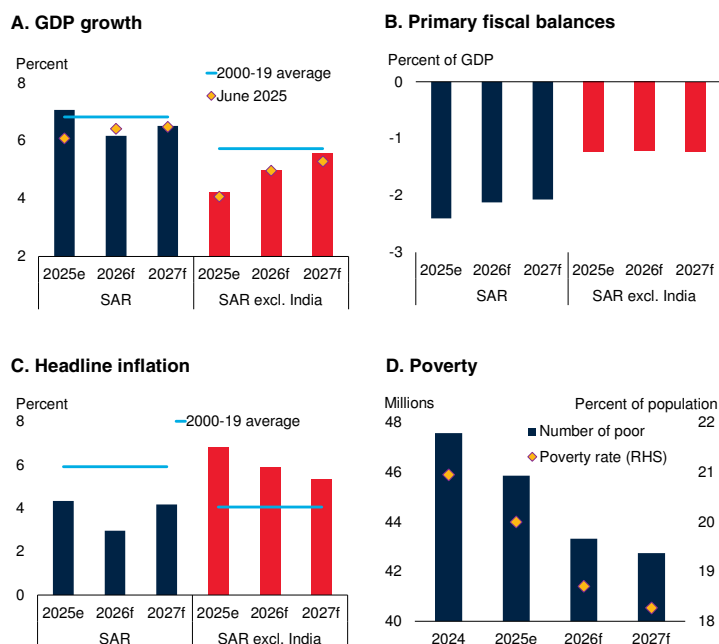 A. GDP growth
Percent
2000-19 average
June 2025
8
6
4
2
2025e 2026f 2027f 2025e 2026f 2027f
SAR SAR excl. India
B. Primary fiscal balances
Percent of GDP
0
-1
-2
-3
2025e 2026f 2027f 2025e 2026f 2027f
SAR SAR excl. India
C. Headline inflation
Percent
2000-19 average
8
6
4
2
0
2025e 2026f 2027f 2025e 2026f 2027f
SAR SAR excl. India
D. Poverty
Millions Percent of population
Number of poor
Poverty rate (RHS)
48 22
46 21
44 20
42 19
40 18
2024 2025e 2026f 2027f